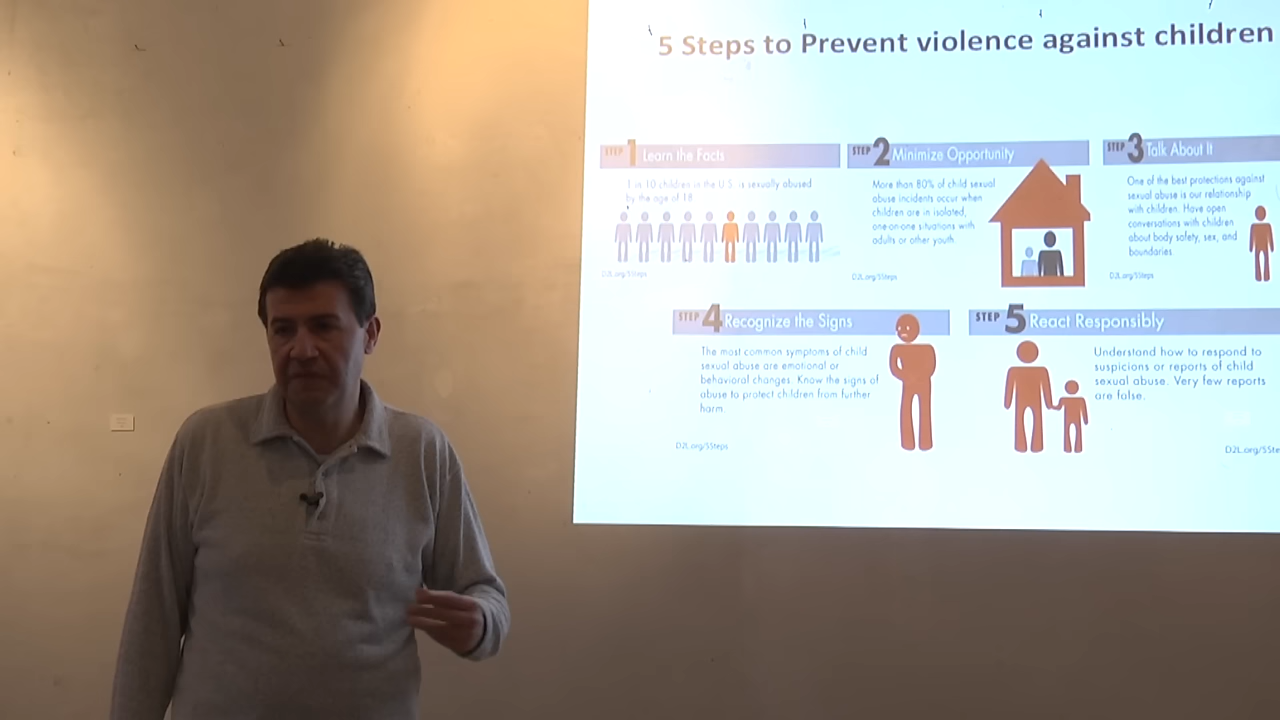 5 Steps to Prevent violence against children
STEP 1 Learn the Facts
1 in 10 children in the U.S. is sexually abused
by the age of 18
D2L.org/5Steps
STEP 2 Minimize Opportunity
More than 80% of child sexual
abuse incidents occur when
children are in isolated,
one-on-one situations with
adults or other youth.
D2L.org/5Steps
STEP 3 Talk About It
One of the best protections against
sexual abuse is our relationship
with children. Have open
conversations with children
about body safety, sex, and
boundaries
D2L.org/5Steps
STEP 4 Recognize the Signs
The most common symptoms of child
sexual abuse are emotional or
behavioral changes. Know the signs of
abuse to protect children from further
harm.
D2L.org/5Steps
STEP 5 React Responsibly
Understand how to respond to
suspicions or reports of child
sexual abuse. Very few reports
are false.
D2L.org/5Ste